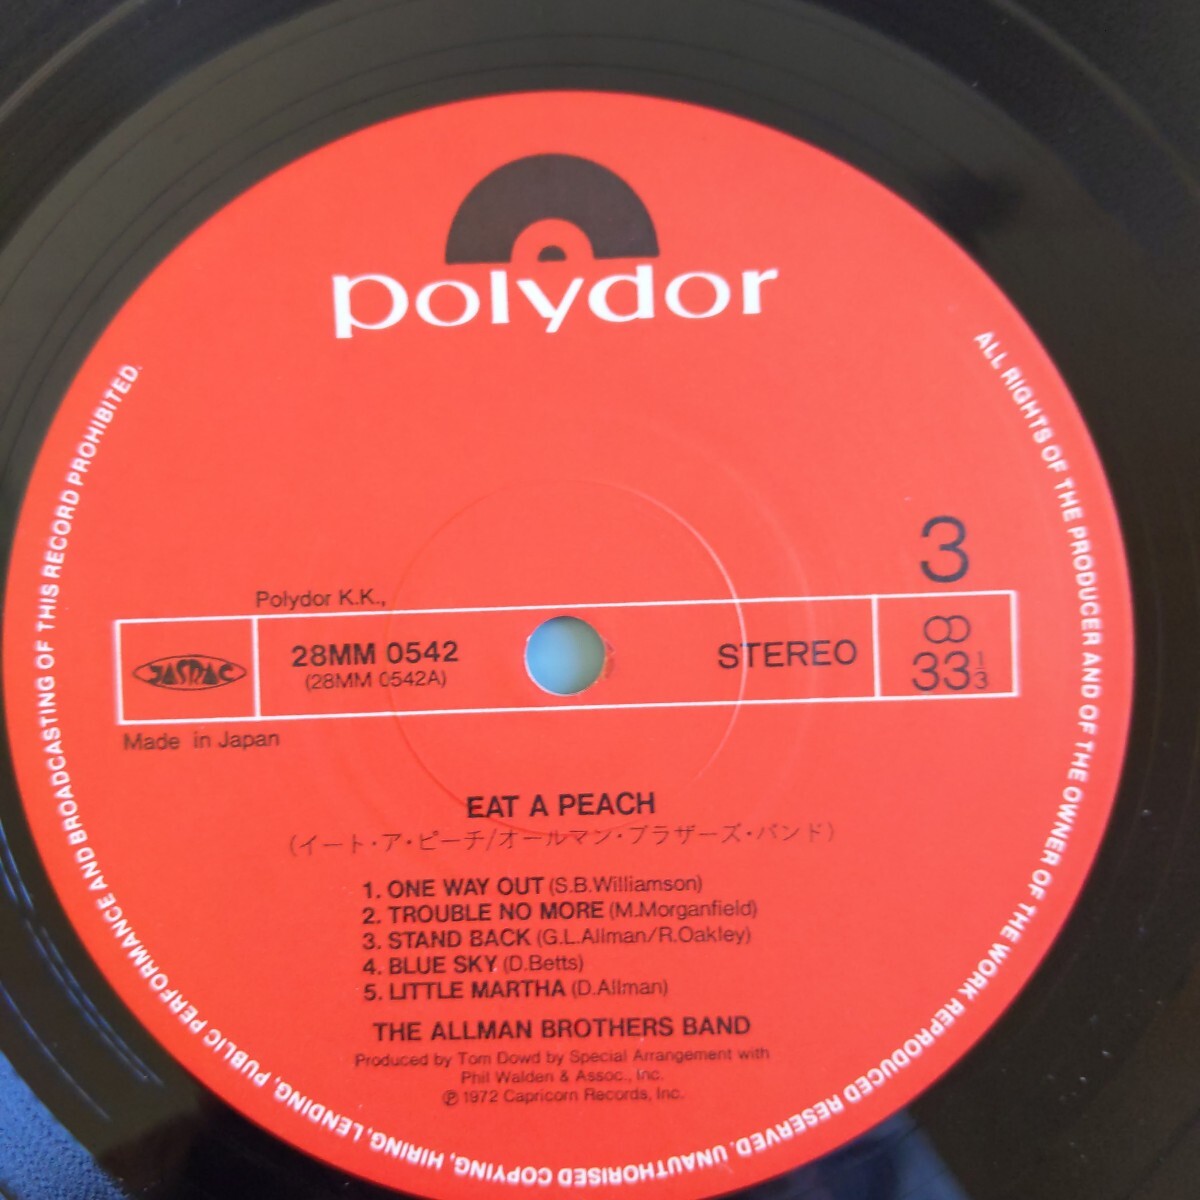 polydor
3
Polydor K.K.,
JASRAC
28MM 0542
(28MM 0542A)
STEREO
33 1/3
Made in Japan
EAT A PEACH
(イート・ア・ピーチ/オールマン・ブラザーズ・バンド)
1. ONE WAY OUT (S.B.Williamson)
2. TROUBLE NO MORE (M.Morganfield)
3. STAND BACK (G.L.Allman/R.Oakley)
4. BLUE SKY (D.Betts)
5. LITTLE MARTHA (D.Allman)
THE ALLMAN BROTHERS BAND
Produced by Tom Dowd by Special Arrangement with
Phil Walden & Assoc., Inc.
℗ 1972 Capricorn Records, Inc.
ALL RIGHTS OF THE PRODUCER AND OF THE OWNER OF THE WORK REPRODUCED RESERVED. UNAUTHORISED COPYING, HIRING, LENDING, PUBLIC PERFORMANCE AND BROADCASTING OF THIS RECORD PROHIBITED.